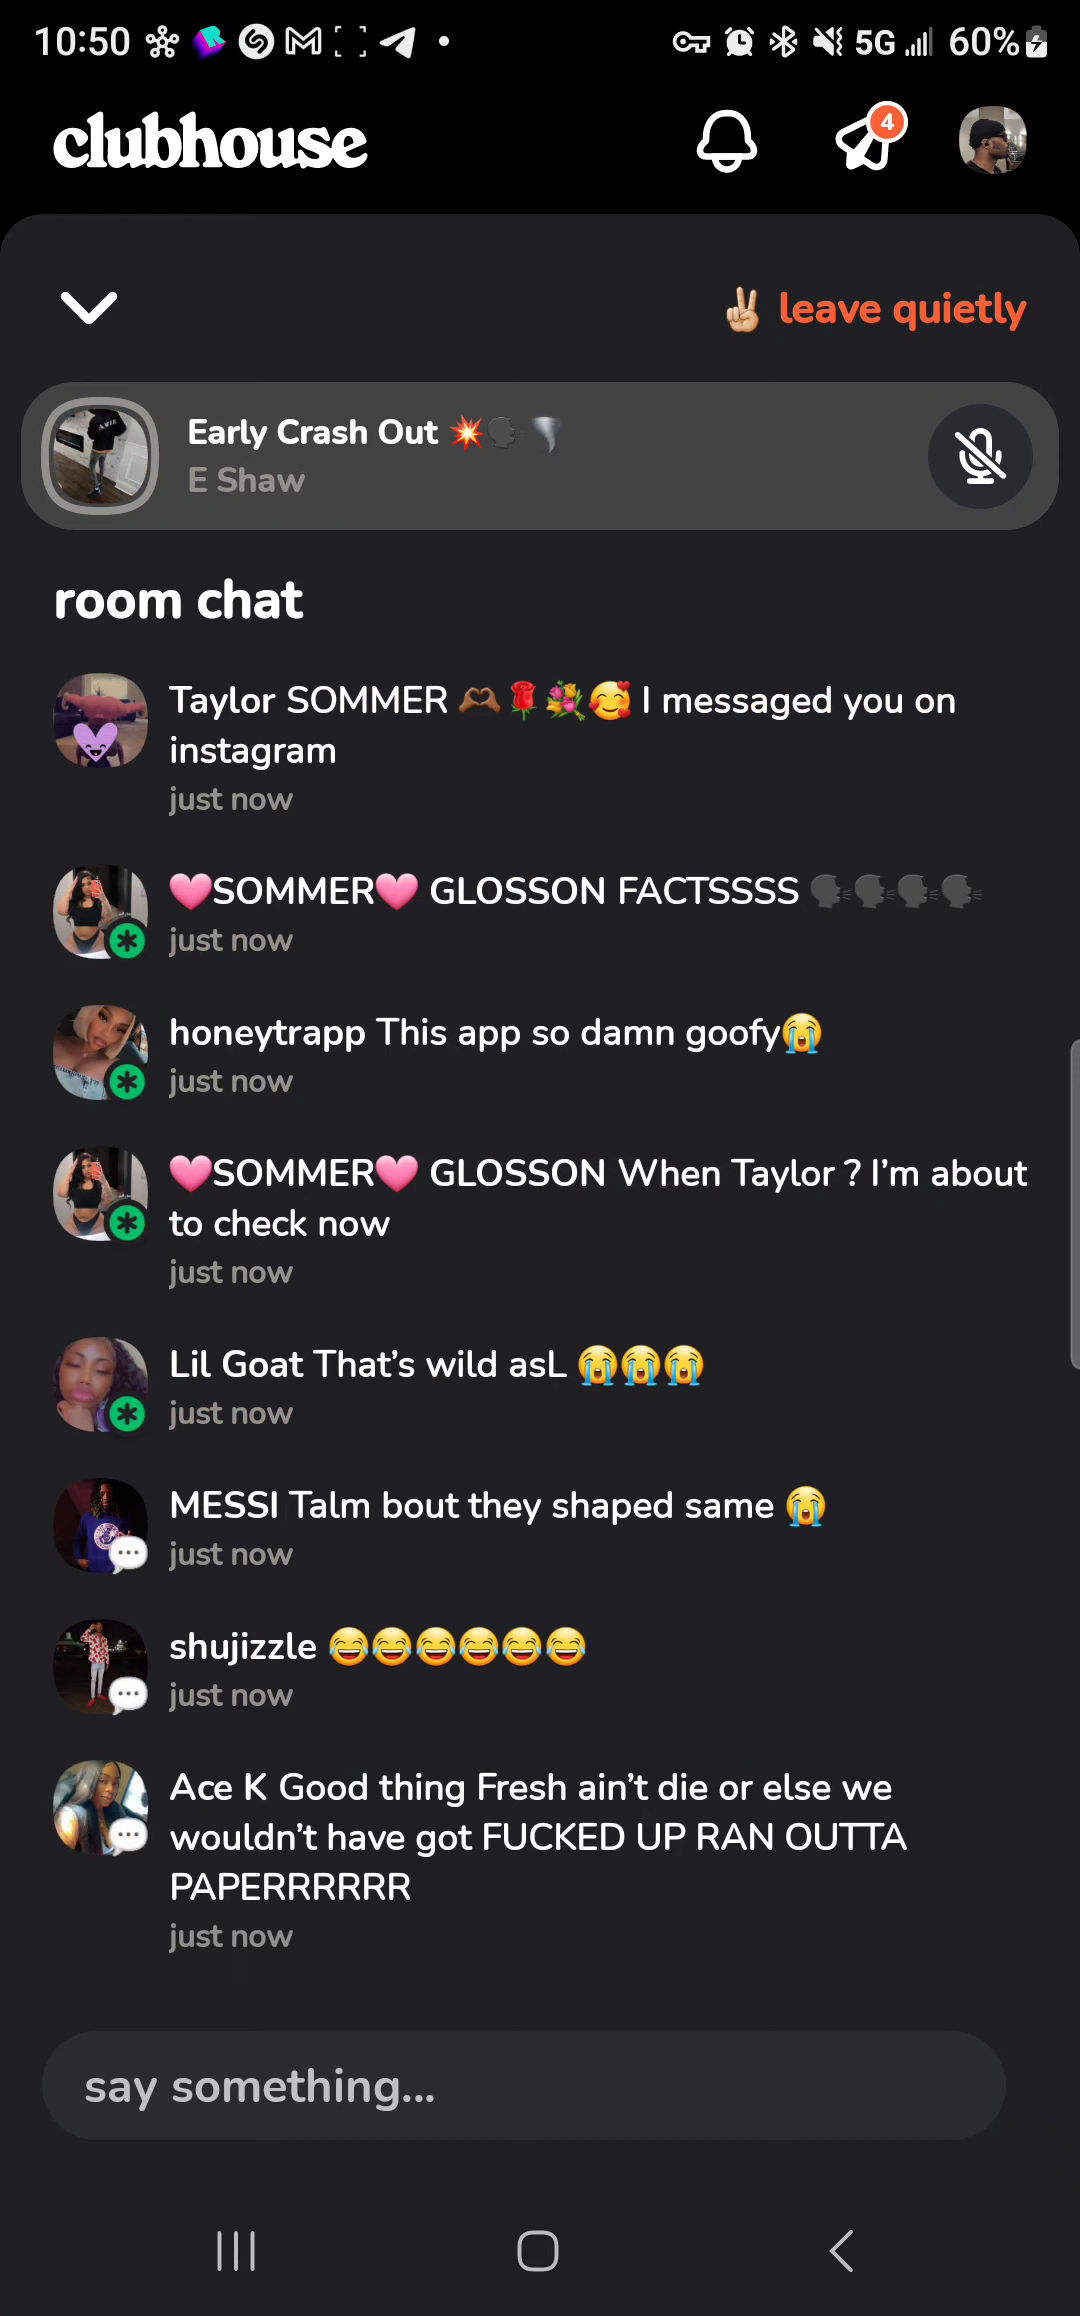 10:50 5G 60%
clubhouse 4
✌🏼 leave quietly
Early Crash Out 💥🗣🌪
E Shaw
room chat
Taylor SOMMER 🫶🏾🌹💐🥰 I messaged you on
instagram
just now
🩷SOMMER🩷 GLOSSON FACTSSSS 🗣🗣🗣🗣
just now
honeytrapp This app so damn goofy😭
just now
🩷SOMMER🩷 GLOSSON When Taylor ? I’m about
to check now
just now
Lil Goat That’s wild asL 😭😭😭
just now
MESSI Talm bout they shaped same 😭
just now
shujizzle 😂😂😂😂😂😂
just now
Ace K Good thing Fresh ain’t die or else we
wouldn’t have got FUCKED UP RAN OUTTA
PAPERRRRRR
just now
say something...